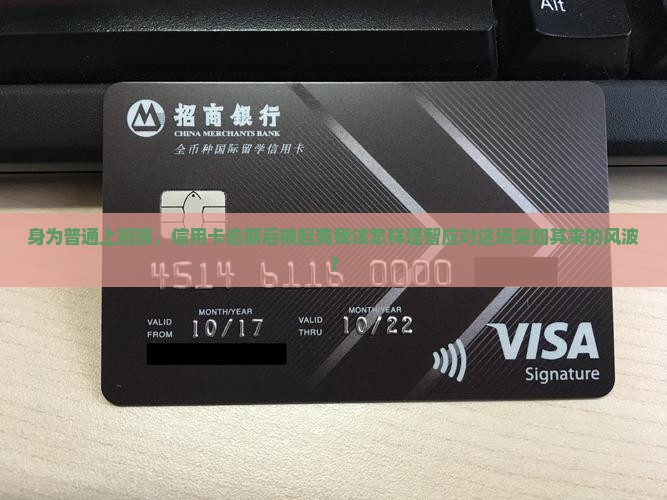 Alt
招商銀行
CHINA MERCHANTS BANK
全币种国际留学信用卡
身为普通上班族，信用卡逾期后被起诉我该怎样理智应对这场突如其来的风波
?
4514 6116 0000
MONTH/YEAR MONTH/YEAR
VALID FROM 10/17 VALID THRU 10/22
VISA
Signature